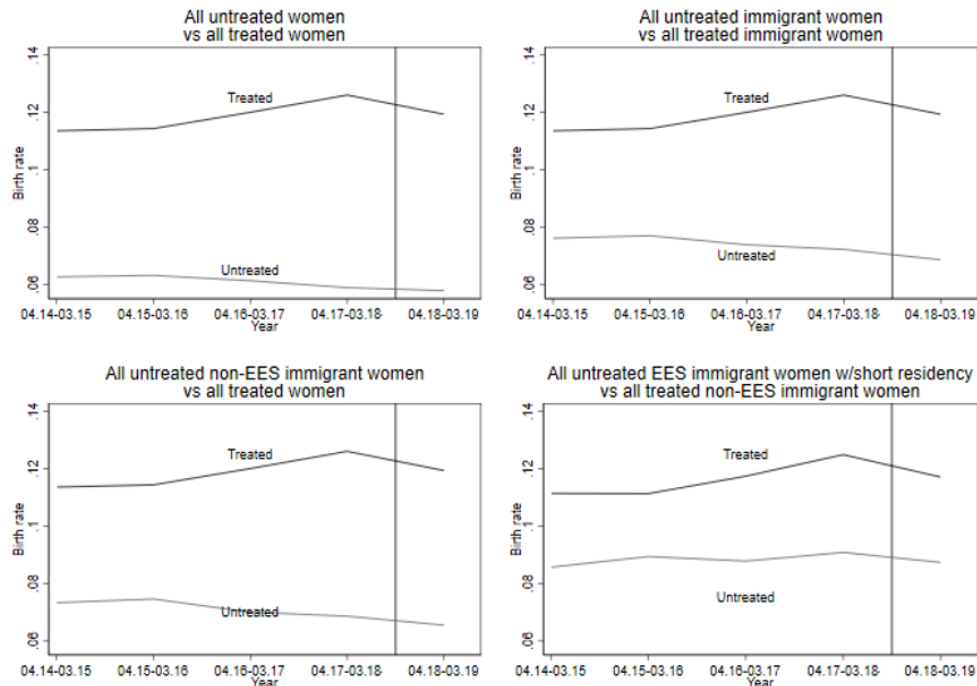 All untreated women
vs all treated women
.14
.12
.1
.08
.06
Birth rate
Treated
Untreated
04.14-03.15 04.15-03.16 04.16-03.17 04.17-03.18 04.18-03.19
Year
All untreated immigrant women
vs all treated immigrant women
.14
.12
.1
.08
.06
Birth rate
Treated
Untreated
04.14-03.15 04.15-03.16 04.16-03.17 04.17-03.18 04.18-03.19
Year
All untreated non-EES immigrant women
vs all treated women
.14
.12
.1
.08
.06
Birth rate
Treated
Untreated
04.14-03.15 04.15-03.16 04.16-03.17 04.17-03.18 04.18-03.19
Year
All untreated EES immigrant women w/short residency
vs all treated non-EES immigrant women
.14
.12
.1
.08
.06
Birth rate
Treated
Untreated
04.14-03.15 04.15-03.16 04.16-03.17 04.17-03.18 04.18-03.19
Year